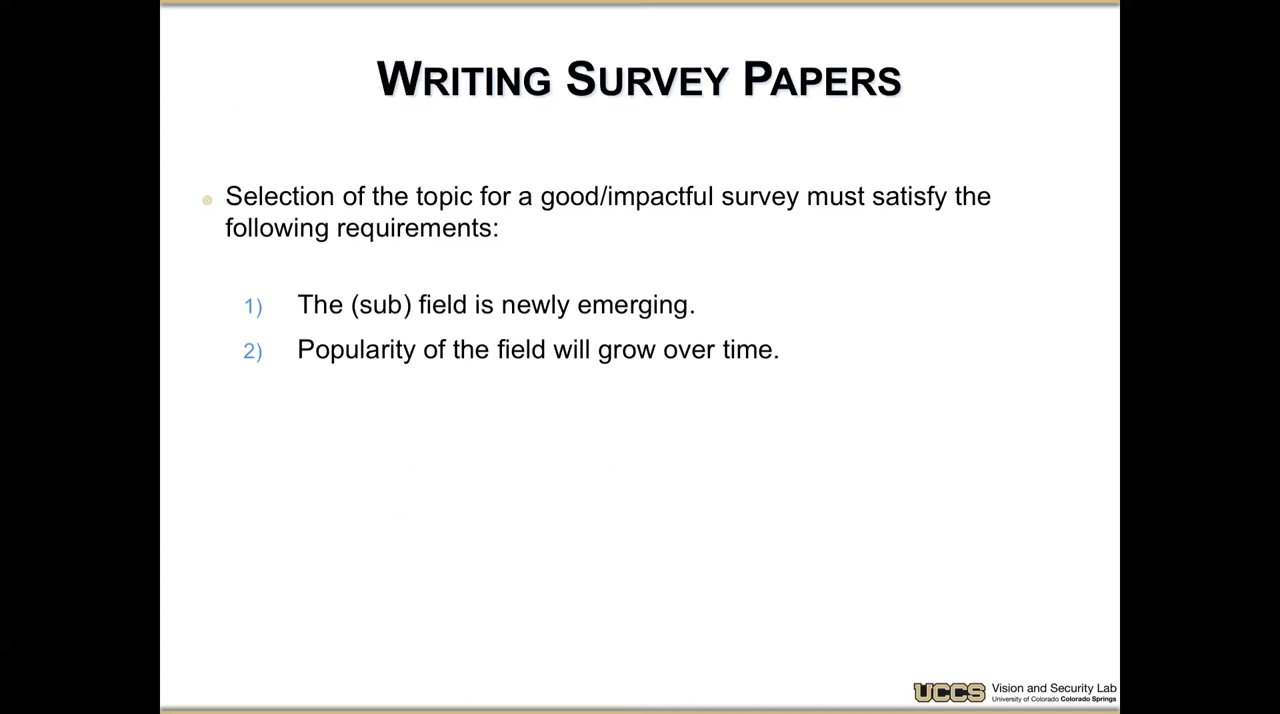 WRITING SURVEY PAPERS
Selection of the topic for a good/impactful survey must satisfy the
following requirements:
1) The (sub) field is newly emerging.
2) Popularity of the field will grow over time.
UCCS Vision and Security Lab
University of Colorado Colorado Springs